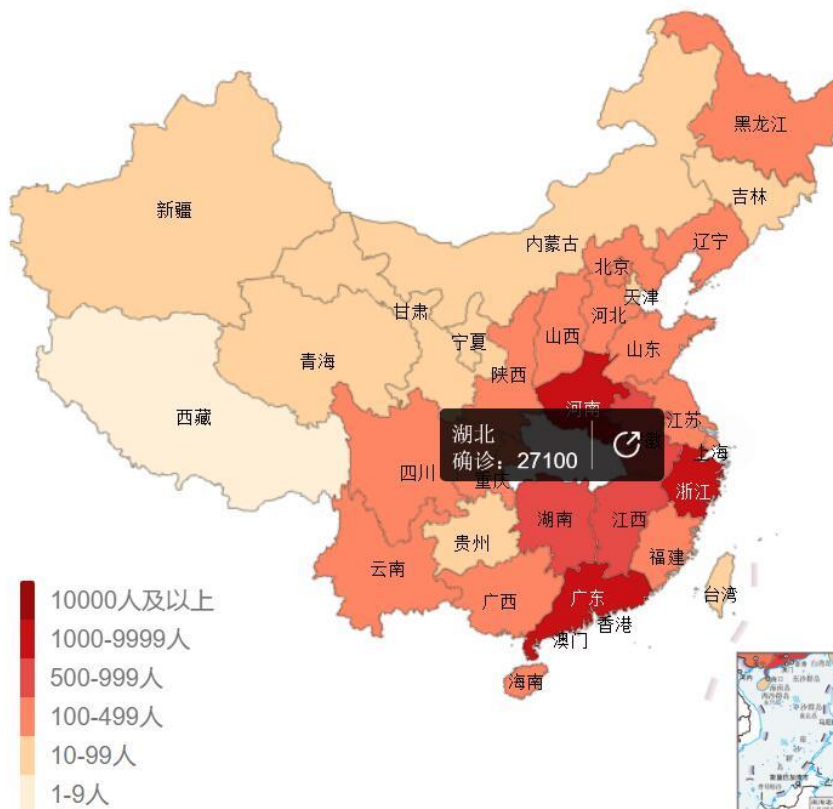 黑龙江
吉林
新疆
辽宁
内蒙古
北京
天津
甘肃
河北
宁夏
山西
山东
青海
陕西
河南
西藏
江苏
湖北
确诊：27100
上海
四川
重庆
浙江
湖南
江西
贵州
福建
云南
台湾
广西
广东
香港
澳门
海南
10000人及以上
1000-9999人
500-999人
100-499人
10-99人
1-9人